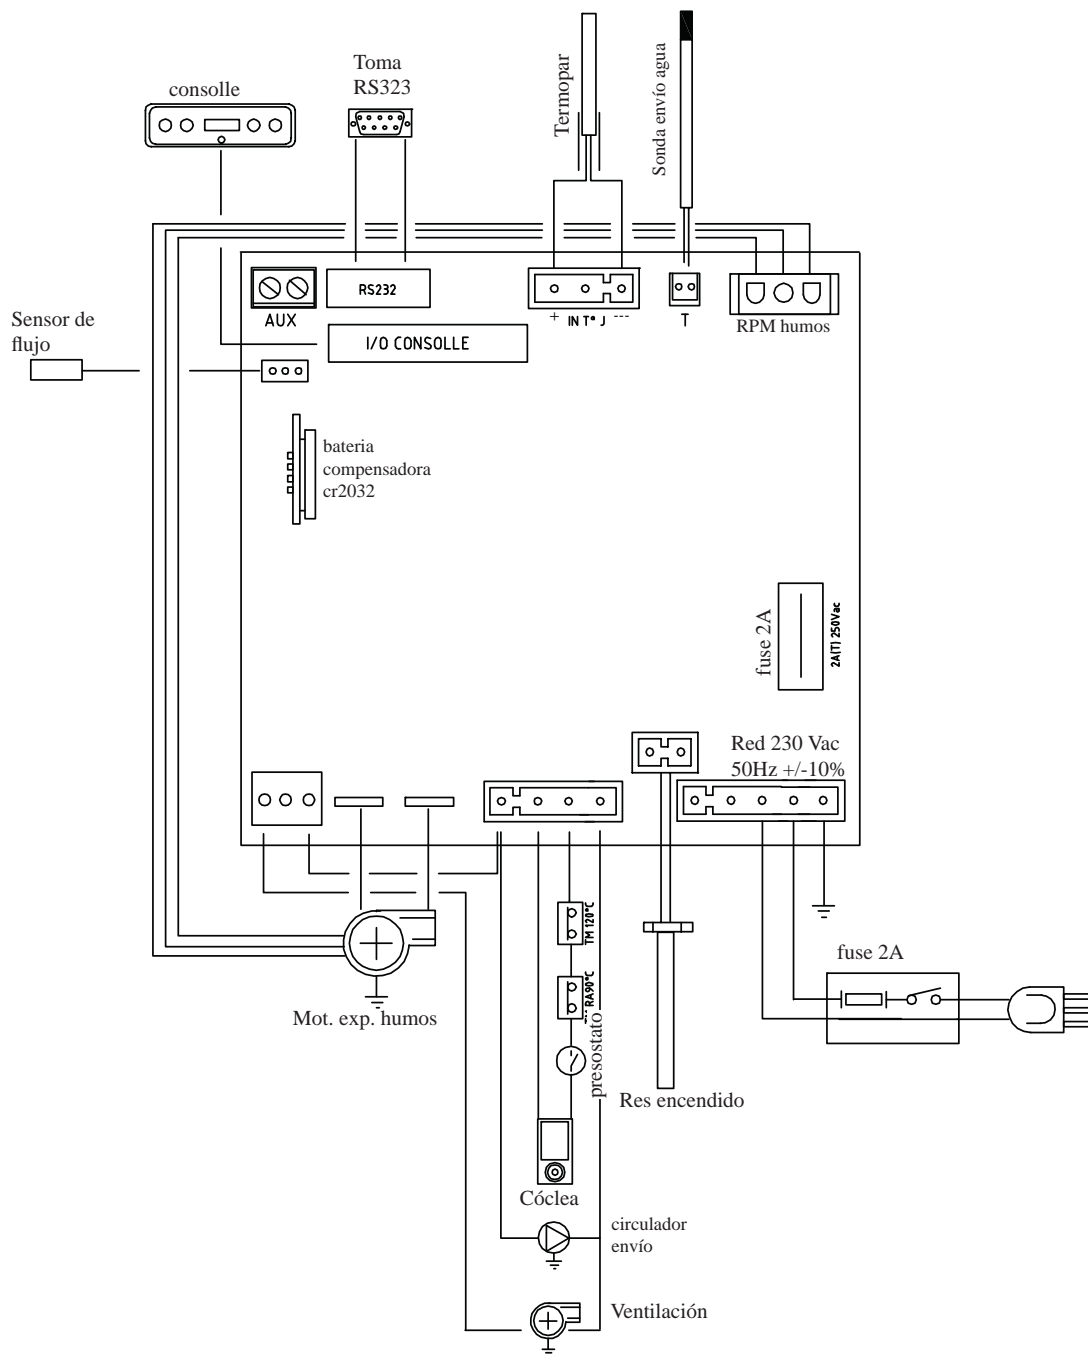 consolle
Toma
RS323
Termopar
Sonda envío agua
RS232
AUX
+ IN Tª J ---
T
RPM humos
I/O CONSOLLE
Sensor de
flujo
bateria
compensadora
cr2032
fuse 2A
2A(T) 250Vac
Red 230 Vac
50Hz +/-10%
TM 120°C
--- RA90°C
presostato
fuse 2A
Mot. exp. humos
Res encendido
Cóclea
circulador
envío
Ventilación